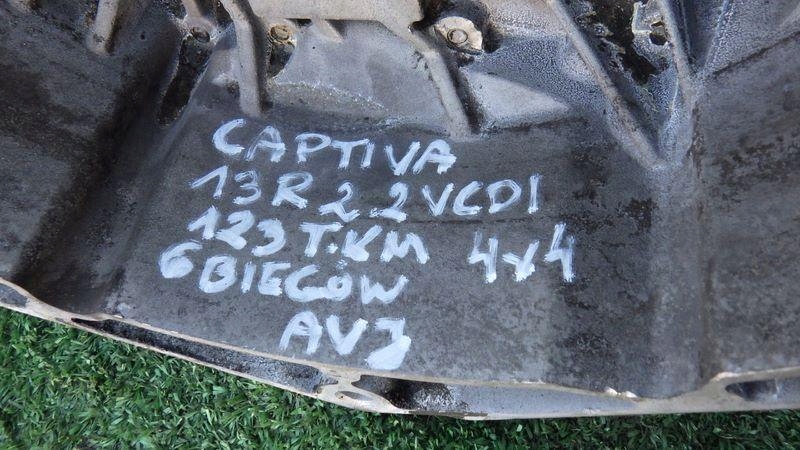 CAPTIVA
13R 2.2 VCDI
123 T.KM 4x4
6 BIEGÓW
AVJ